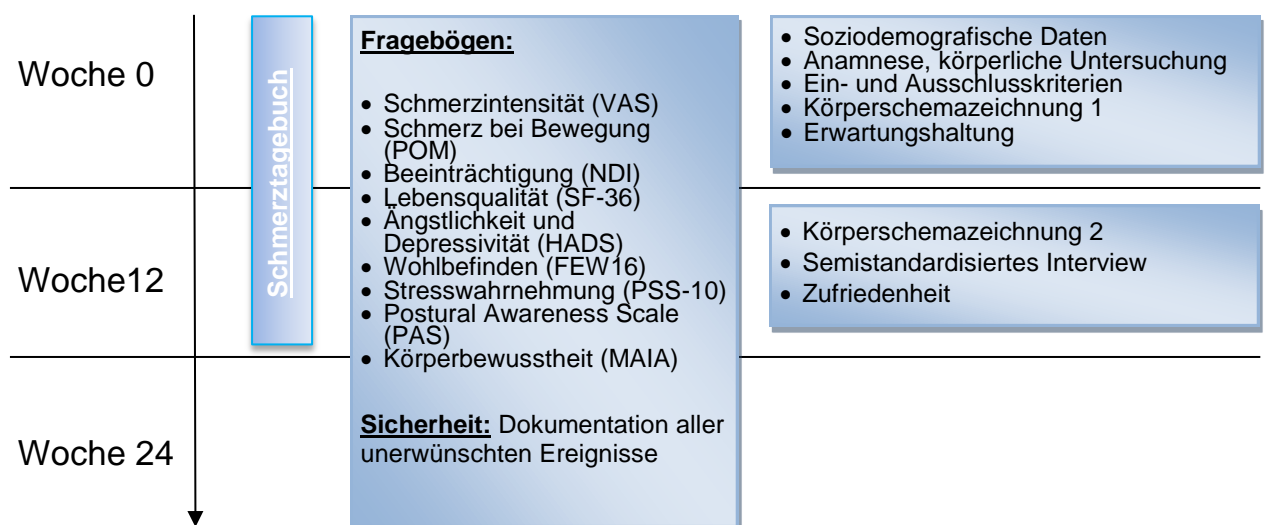 Woche 0
Woche12
Woche 24
Schmerztagebuch
Fragebögen:
• Schmerzintensität (VAS)
• Schmerz bei Bewegung
(POM)
• Beeinträchtigung (NDI)
• Lebensqualität (SF-36)
• Ängstlichkeit und
Depressivität (HADS)
• Wohlbefinden (FEW16)
• Stresswahrnehmung (PSS-10)
• Postural Awareness Scale
(PAS)
• Körperbewusstheit (MAIA)
Sicherheit: Dokumentation aller
unerwünschten Ereignisse
• Soziodemografische Daten
• Anamnese, körperliche Untersuchung
• Ein- und Ausschlusskriterien
• Körperschemazeichnung 1
• Erwartungshaltung
• Körperschemazeichnung 2
• Semistandardisiertes Interview
• Zufriedenheit